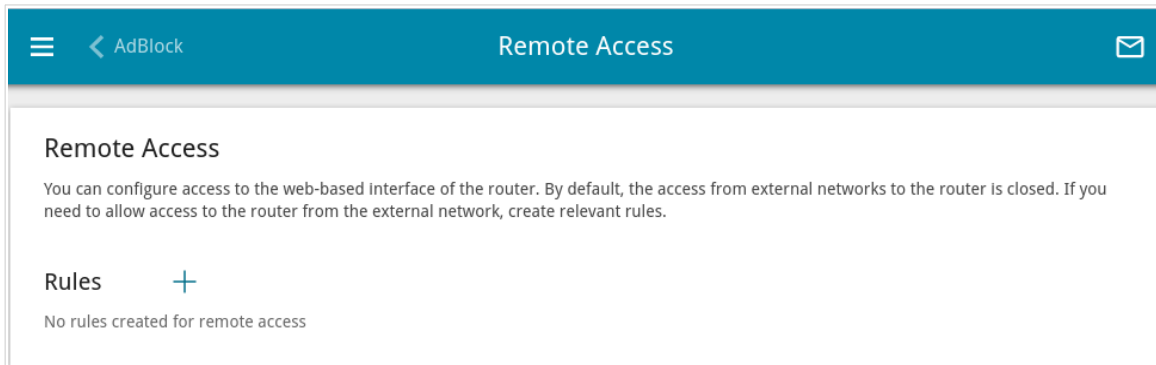 AdBlock
Remote Access
Remote Access
You can configure access to the web-based interface of the router. By default, the access from external networks to the router is closed. If you
need to allow access to the router from the external network, create relevant rules.
Rules
No rules created for remote access